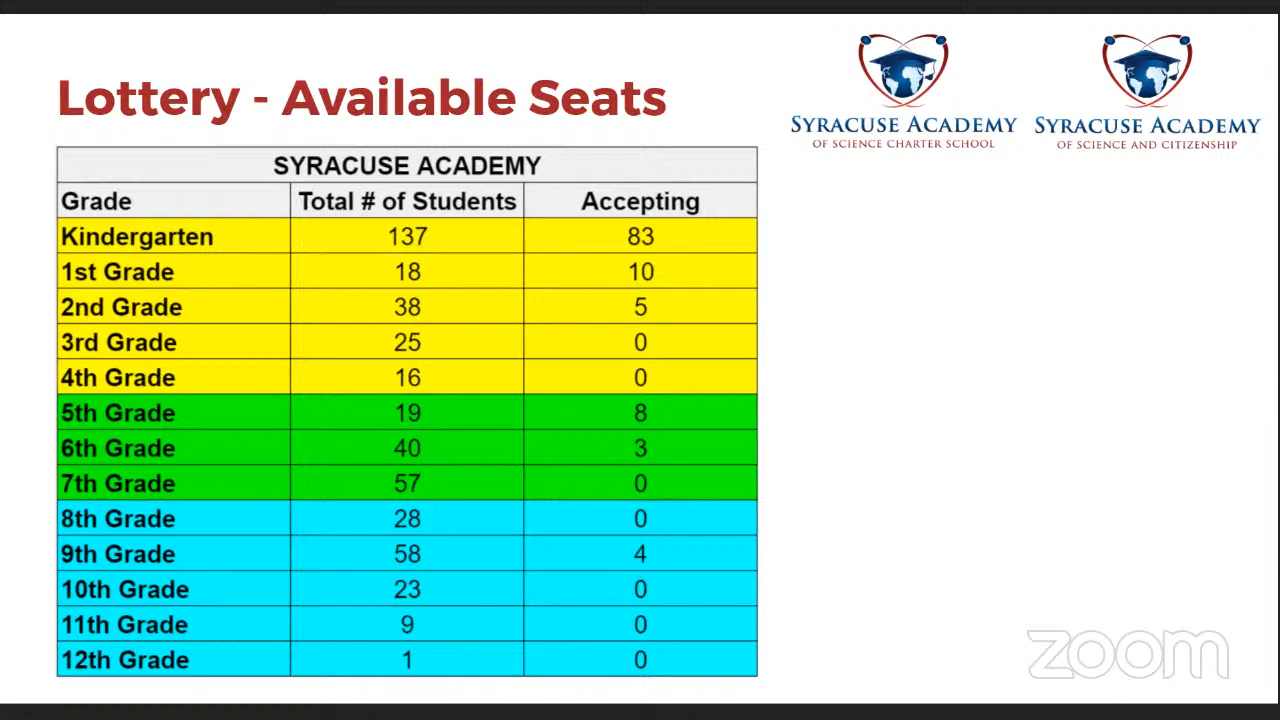 Lottery - Available Seats
SYRACUSE ACADEMY
OF SCIENCE CHARTER SCHOOL
SYRACUSE ACADEMY
OF SCIENCE AND CITIZENSHIP
SYRACUSE ACADEMY
Grade Total # of Students Accepting
Kindergarten 137 83
1st Grade 18 10
2nd Grade 38 5
3rd Grade 25 0
4th Grade 16 0
5th Grade 19 8
6th Grade 40 3
7th Grade 57 0
8th Grade 28 0
9th Grade 58 4
10th Grade 23 0
11th Grade 9 0
12th Grade 1 0
zoom